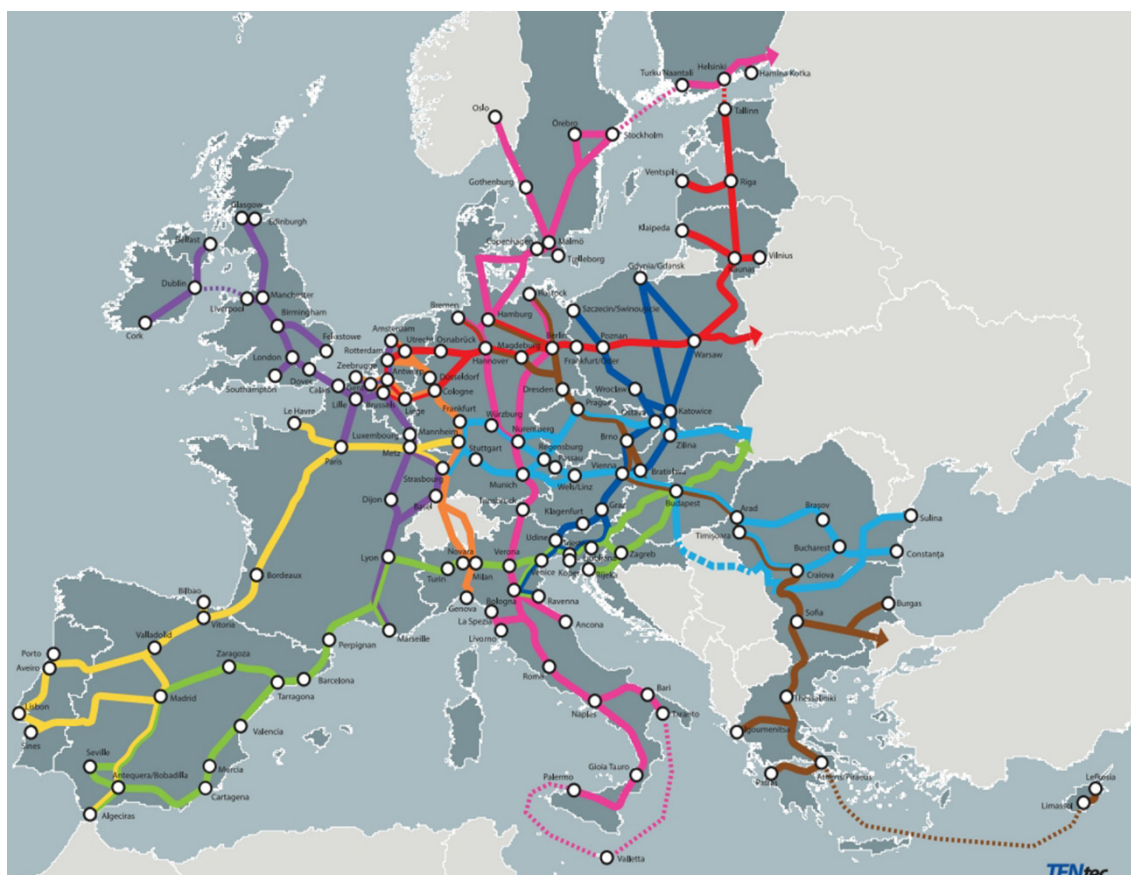 Helsinki
Turku Naantali
Hamina Kotka
Oslo
Örebro
Stockholm
Tallinn
Gothenburg
Ventspils
Riga
Glasgow
Edinburgh
Klaipeda
Belfast
Copenhagen
Malmö
Trelleborg
Kaunas
Vilnius
Gdynia/Gdansk
Dublin
Liverpool
Manchester
Rostock
Szczecin/Swinoujscie
Bremen
Birmingham
Hamburg
Cork
Felixstowe
Amsterdam
Utrecht
Osnabrück
Magdeburg
Berlin
Poznan
Warsaw
London
Rotterdam
Hannover
Frankfurt/Oder
Zeebrugge
Dover
Antwerp
Düsseldorf
Southampton
Calais
Cologne
Dresden
Wroclaw
Lille
Brussels
Liege
Prague
Le Havre
Frankfurt
Würzburg
Ostava
Katowice
Luxembourg
Mannheim
Nuremberg
Paris
Metz
Stuttgart
Regensburg
Brno
Zilina
Strasbourg
Passau
Vienna
Bratislava
Munich
Wels/Linz
Dijon
Basel
Innsbruck
Budapest
Klagenfurt
Graz
Arad
Brașov
Sulina
Timișoara
Udine
Lyon
Novara
Verona
Zagreb
Bucharest
Constanța
Turin
Milan
Venice
Koper
Rijeka
Craiova
Bordeaux
Bilbao
Genova
Bologna
Ravenna
Vitoria
La Spezia
Sofia
Burgas
Marseille
Livorno
Ancona
Valladolid
Perpignan
Porto
Aveiro
Zaragoza
Roma
Barcelona
Madrid
Tarragona
Bari
Thessaloniki
Lisbon
Naples
Taranto
Sines
Valencia
Igoumenitsa
Seville
Murcia
Gioia Tauro
Palermo
Patras
Athens/Piraeus
Lefkosia
Antequera/Bobadilla
Cartagena
Limassol
Algeciras
Valletta
TENtec